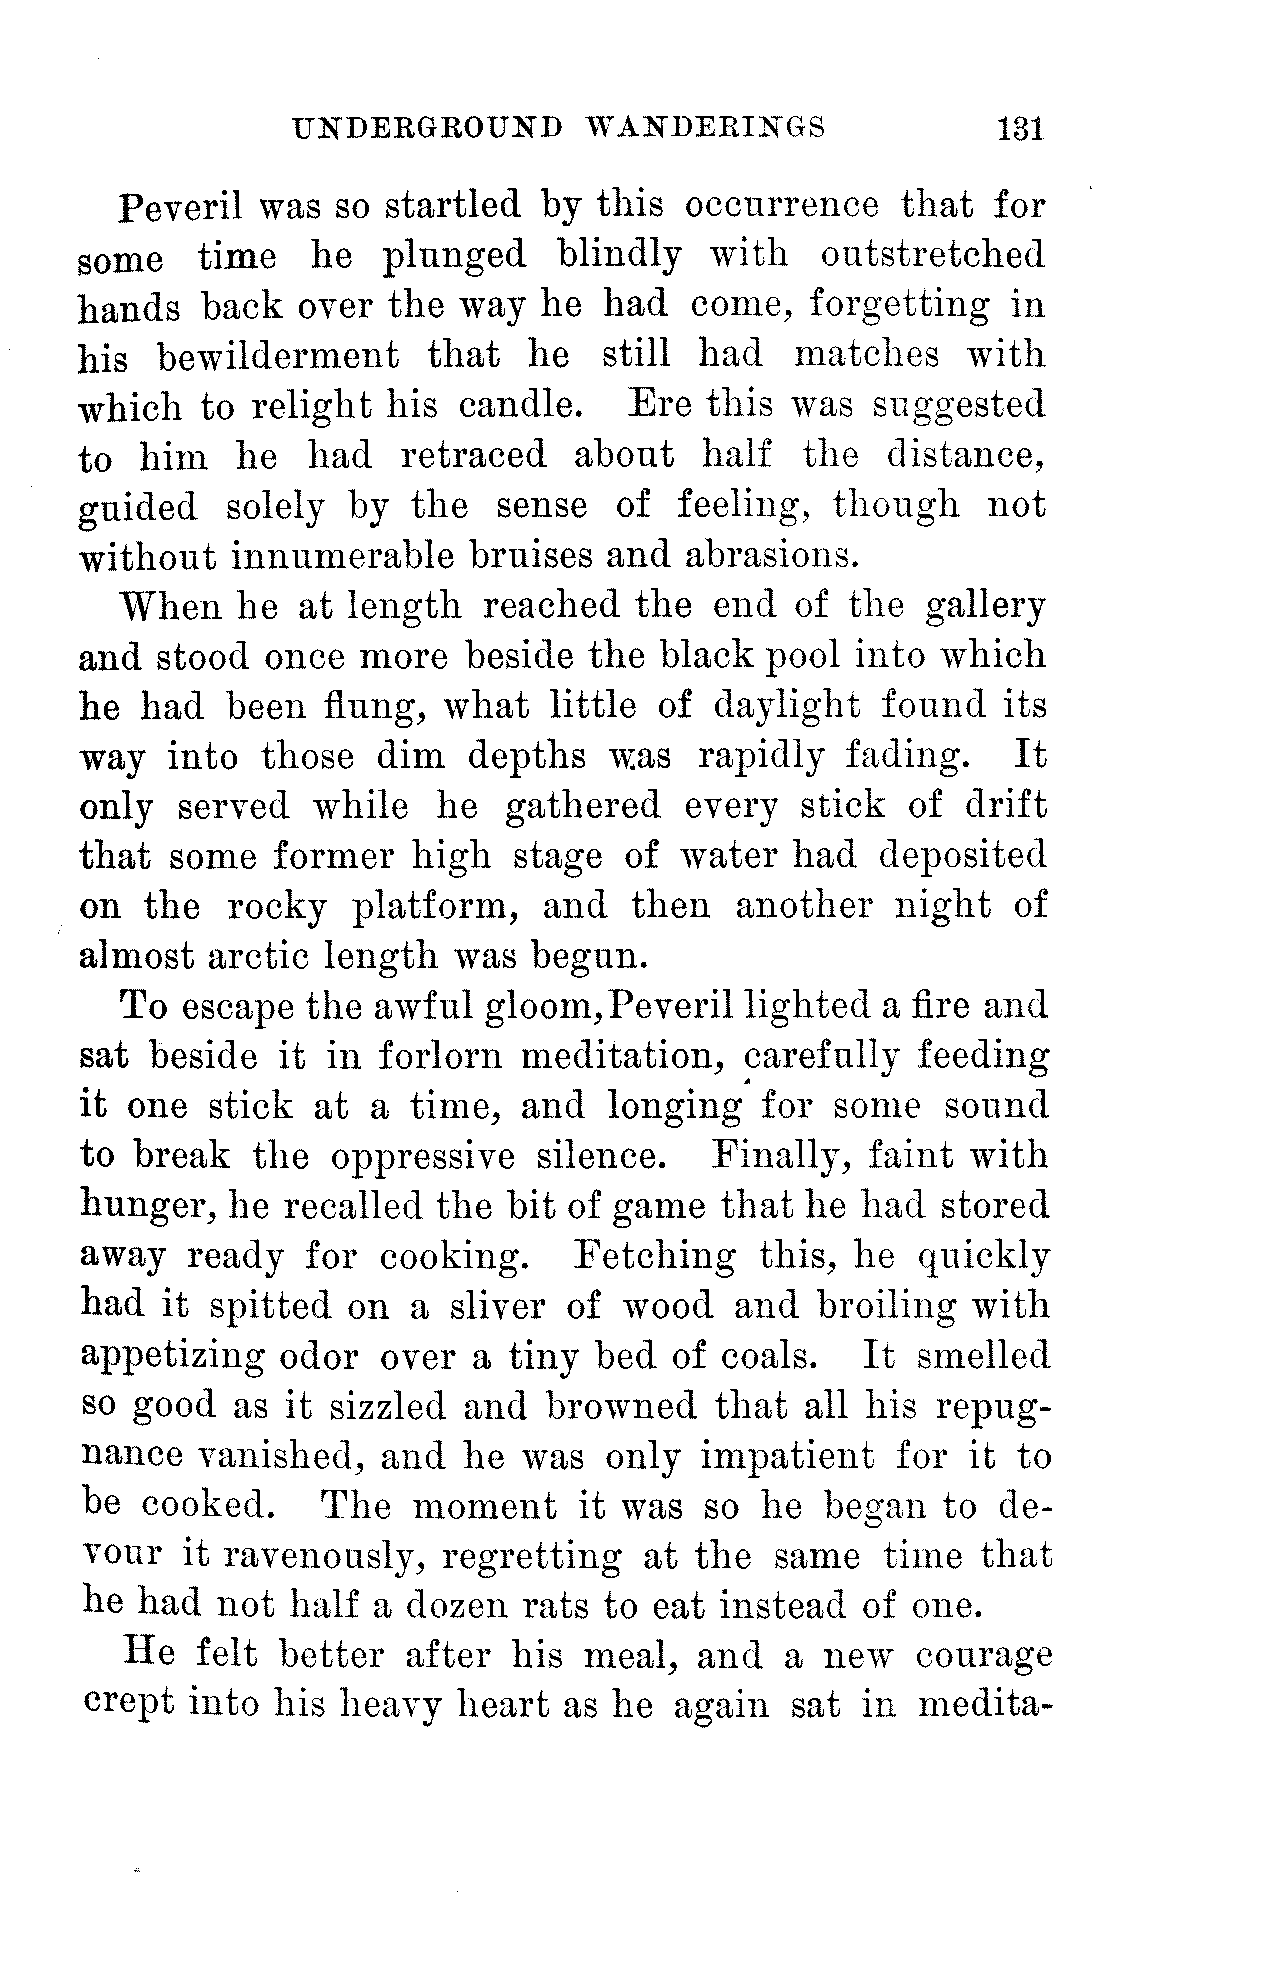 UNDERGROUND WANDERINGS 131
Peveril was so startled by this occurrence that for
some time he plunged blindly with outstretched
hands back over the way he had come, forgetting in
his bewilderment that he still had matches with
which to relight his candle. Ere this was suggested
to him he had retraced about half the distance,
guided solely by the sense of feeling, though not
without innumerable bruises and abrasions.
When he at length reached the end of the gallery
and stood once more beside the black pool into which
he had been flung, what little of daylight found its
way into those dim depths was rapidly fading. It
only served while he gathered every stick of drift
that some former high stage of water had deposited
on the rocky platform, and then another night of
almost arctic length was begun.
To escape the awful gloom, Peveril lighted a fire and
sat beside it in forlorn meditation, carefully feeding
it one stick at a time, and longing for some sound
to break the oppressive silence. Finally, faint with
hunger, he recalled the bit of game that he had stored
away ready for cooking. Fetching this, he quickly
had it spitted on a sliver of wood and broiling with
appetizing odor over a tiny bed of coals. It smelled
so good as it sizzled and browned that all his repug-
nance vanished, and he was only impatient for it to
be cooked. The moment it was so he began to de-
vour it ravenously, regretting at the same time that
he had not half a dozen rats to eat instead of one.
He felt better after his meal, and a new courage
crept into his heavy heart as he again sat in medita-